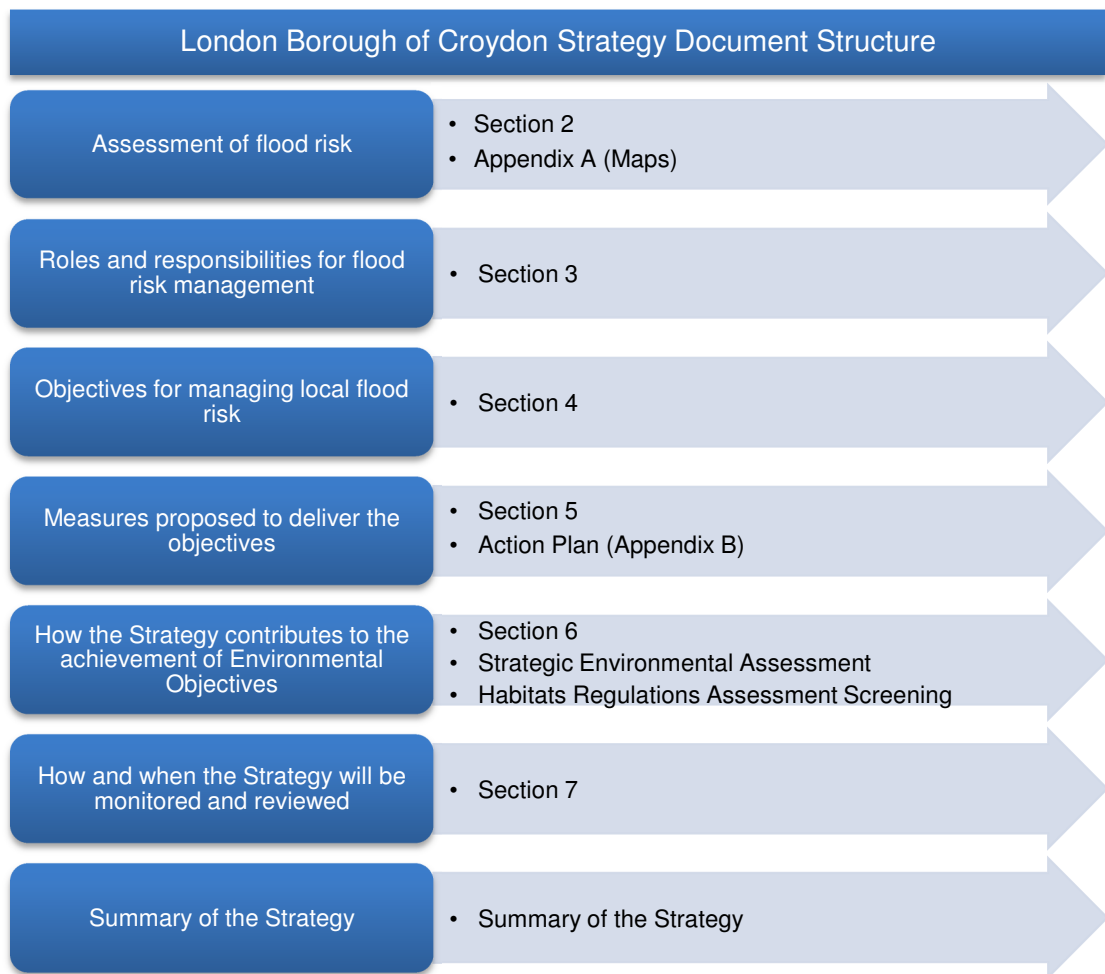 London Borough of Croydon Strategy Document Structure
Assessment of flood risk
• Section 2
• Appendix A (Maps)
Roles and responsibilities for flood
risk management
• Section 3
Objectives for managing local flood
risk
• Section 4
Measures proposed to deliver the
objectives
• Section 5
• Action Plan (Appendix B)
How the Strategy contributes to the
achievement of Environmental
Objectives
• Section 6
• Strategic Environmental Assessment
• Habitats Regulations Assessment Screening
How and when the Strategy will be
monitored and reviewed
• Section 7
Summary of the Strategy
• Summary of the Strategy